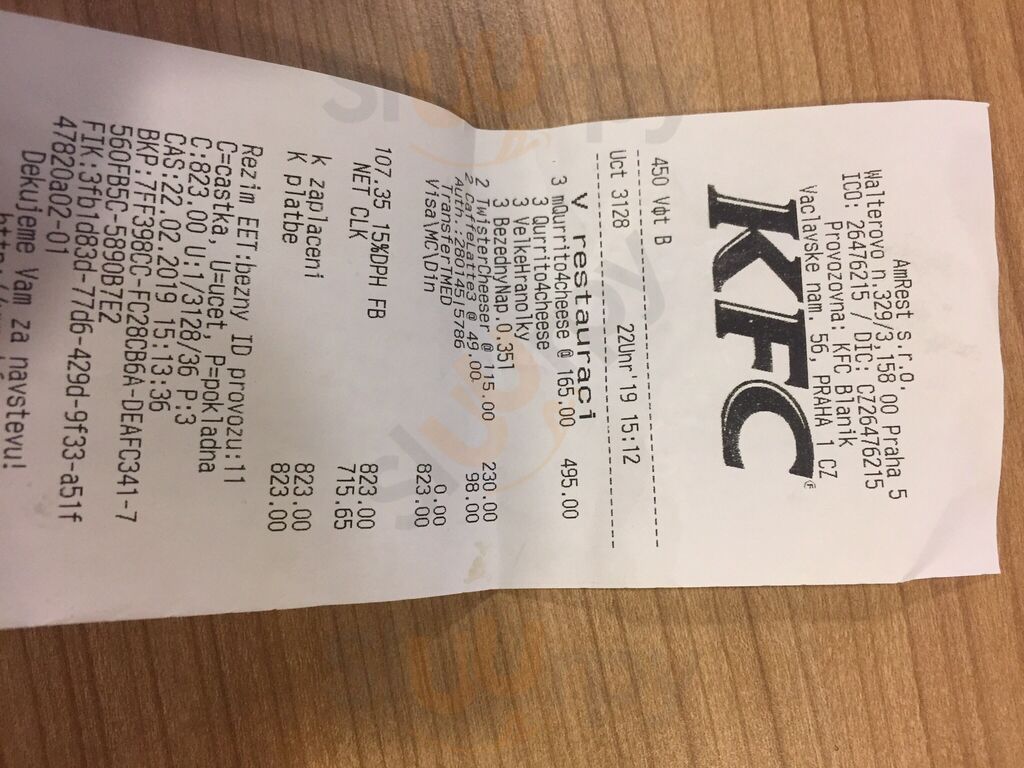 AmRest s.r.o.
Walterovo n.329/3,158 00 Praha 5
ICO: 26476215 / DIC: CZ26476215
Provozovna: KFC Blanik
Vaclavske nam. 56, PRAHA 1 CZ
KFC®
450 Vφt B
Uct 3128 22Unr'19 15:12
V restauraci
3 mQurrito4cheese @ 165.00 495.00
3 Qurrito4cheese
3 VelkeHranolky
3 BezednyNap.0.35l
2 TwisterCheeser @ 115.00 230.00
2 CaffeLatte3 @ 49.00 98.00
Auth.:2801451578б
TransferTMED 0.00
Visa\MC\Din 823.00
107.35 15%DPH FB 823.00
NET CLK 715.65
k zaplaceni 823.00
K platbe 823.00
Rezim EET:bezny ID provozu:11
C=castka, U=ucet, P=pokladna
C:823.00 U:1/3128/36 P:3
CAS:22.02.2019 15:13:36
BKP:7FF398CC-FC28CB6A-DEAFC341-7
560FB5C-5890B7E2
FIK:3fb1d83d-77d6-429d-9f33-a51f
47820a02-01
Dekujeme Vam za navstevu!
sluurpy